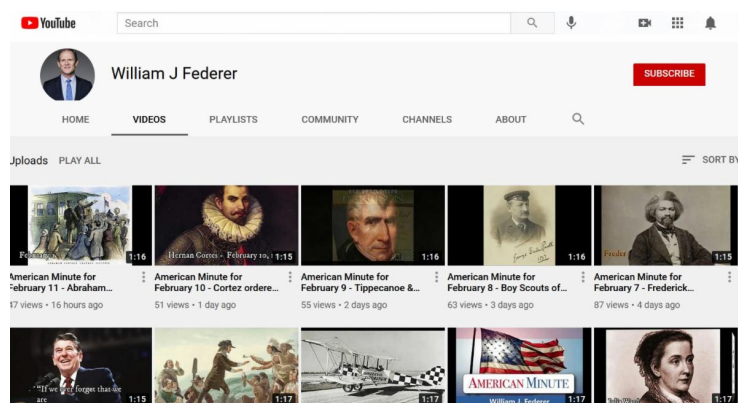 YouTube
Search
William J Federer
SUBSCRIBE
HOME VIDEOS PLAYLISTS COMMUNITY CHANNELS ABOUT
Uploads PLAY ALL SORT BY
1:16
Hernan Cortes - February 10, 1:15
1:16
1:16
Feder 1:15
American Minute for
February 11 - Abraham...
American Minute for
February 10 - Cortez ordere...
American Minute for
February 9 - Tippecanoe &...
American Minute for
February 8 - Boy Scouts of...
American Minute for
February 7 - Frederick...
47 views • 16 hours ago
51 views • 1 day ago
55 views • 2 days ago
63 views • 3 days ago
87 views • 4 days ago
"If we ever forget that we
are 1:15
1:17
1:17
AMERICAN MINUTE
William J. Federer 1:17
Julia Ward 1:17